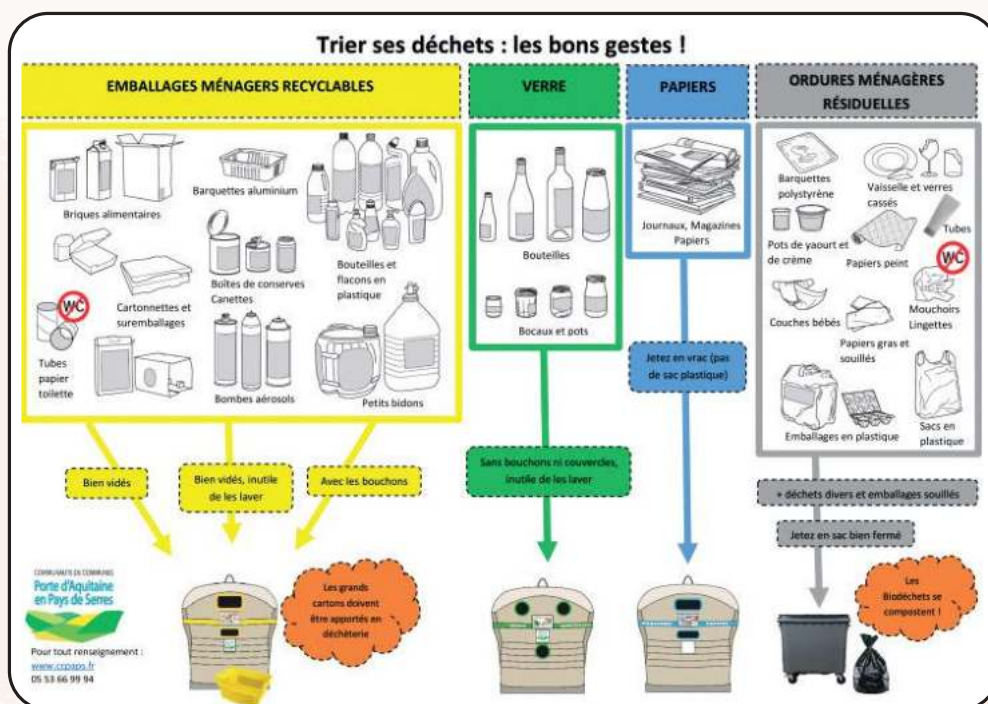 Trier ses déchets : les bons gestes !
EMBALLAGES MÉNAGERS RECYCLABLES
VERRE
PAPIERS
ORDURES MÉNAGÈRES
RÉSIDUELLES
Briques alimentaires
Barquettes aluminium
Cartonnettes et
suremballages
Boîtes de conserves
Canettes
Bouteilles et
flacons en
plastique
WC
Tubes
papier
toilette
Bombes aérosols
Petits bidons
Bouteilles
Bocaux et pots
Journaux, Magazines
Papiers
Barquettes
polystyrène
Vaisselle et verres
cassés
Pots de yaourt et
de crème
Papiers peint
Tubes
WC
Couches bébés
Papiers gras et
souillés
Mouchoirs
Lingettes
Emballages en plastique
Sacs en
plastique
Bien vidés
Bien vidés, inutile
de les laver
Avec les bouchons
Sans bouchons ni couvercles,
inutile de les laver
Jetez en vrac (pas
de sac plastique)
+ déchets divers et emballages souillés
Jetez en sac bien fermé
COMMUNAUTÉ DE COMMUNES
Porte d'Aquitaine
en Pays de Serres
Pour tout renseignement :
www.ccpaps.fr
05 53 66 99 94
Les grands
cartons doivent
être apportés en
déchèterie
Les
Biodéchets se
compostent !